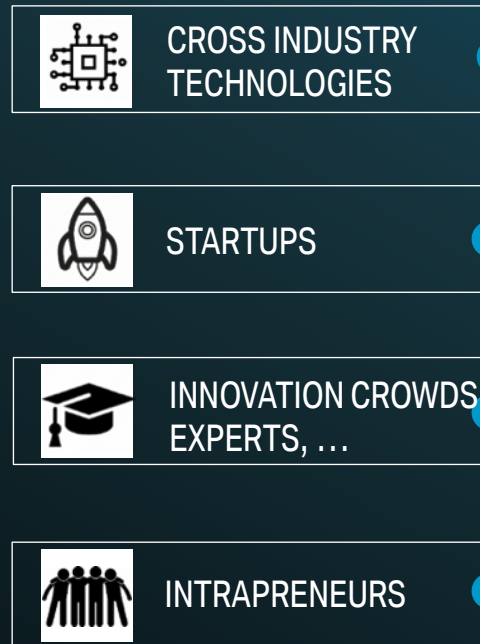 CROSS INDUSTRY
TECHNOLOGIES
STARTUPS
INNOVATION CROWDS
EXPERTS, ...
INTRAPRENEURS